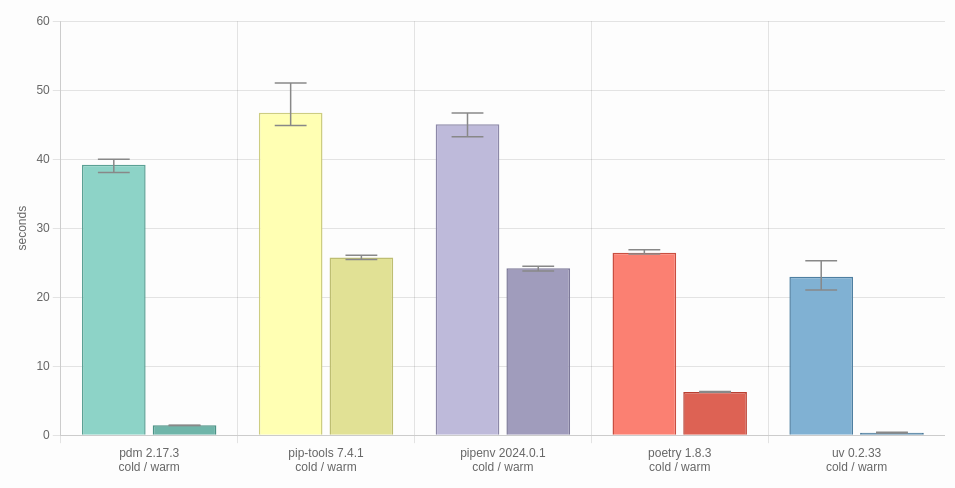 60
50
40
30
20
10
0
seconds
pdm 2.17.3
cold / warm
pip-tools 7.4.1
cold / warm
pipenv 2024.0.1
cold / warm
poetry 1.8.3
cold / warm
uv 0.2.33
cold / warm